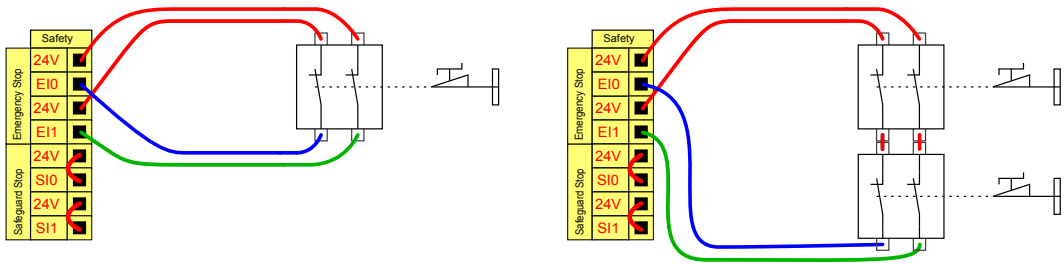 Safety
Emergency Stop
24V
EI0
24V
EI1
Safeguard Stop
24V
SI0
24V
SI1
Safety
Emergency Stop
24V
EI0
24V
EI1
Safeguard Stop
24V
SI0
24V
SI1